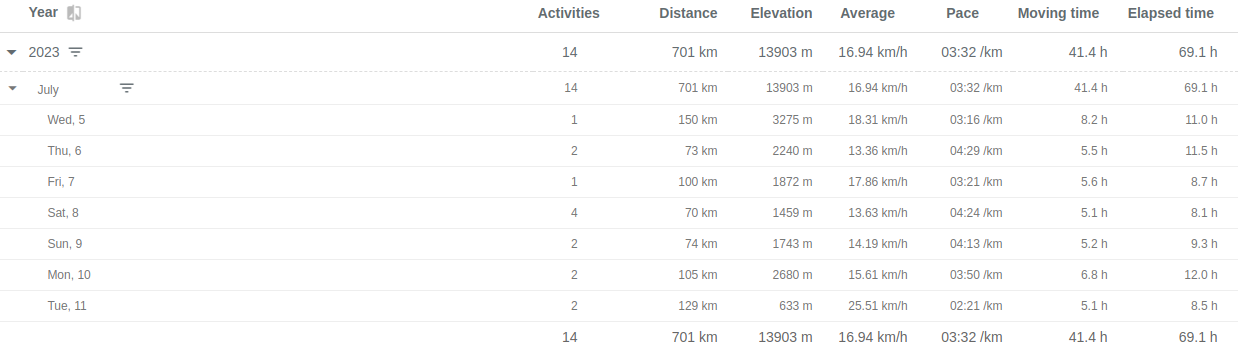 Year Activities Distance Elevation Average Pace Moving time Elapsed time
2023 14 701 km 13903 m 16.94 km/h 03:32 /km 41.4 h 69.1 h
July 14 701 km 13903 m 16.94 km/h 03:32 /km 41.4 h 69.1 h
Wed, 5 1 150 km 3275 m 18.31 km/h 03:16 /km 8.2 h 11.0 h
Thu, 6 2 73 km 2240 m 13.36 km/h 04:29 /km 5.5 h 11.5 h
Fri, 7 1 100 km 1872 m 17.86 km/h 03:21 /km 5.6 h 8.7 h
Sat, 8 4 70 km 1459 m 13.63 km/h 04:24 /km 5.1 h 8.1 h
Sun, 9 2 74 km 1743 m 14.19 km/h 04:13 /km 5.2 h 9.3 h
Mon, 10 2 105 km 2680 m 15.61 km/h 03:50 /km 6.8 h 12.0 h
Tue, 11 2 129 km 633 m 25.51 km/h 02:21 /km 5.1 h 8.5 h
14 701 km 13903 m 16.94 km/h 03:32 /km 41.4 h 69.1 h